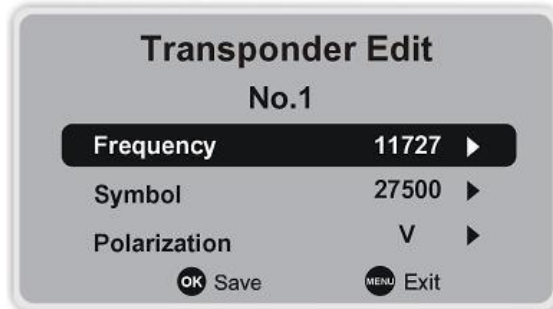 Transponder Edit
No.1
Frequency 11727
Symbol 27500
Polarization V
OK Save MENU Exit